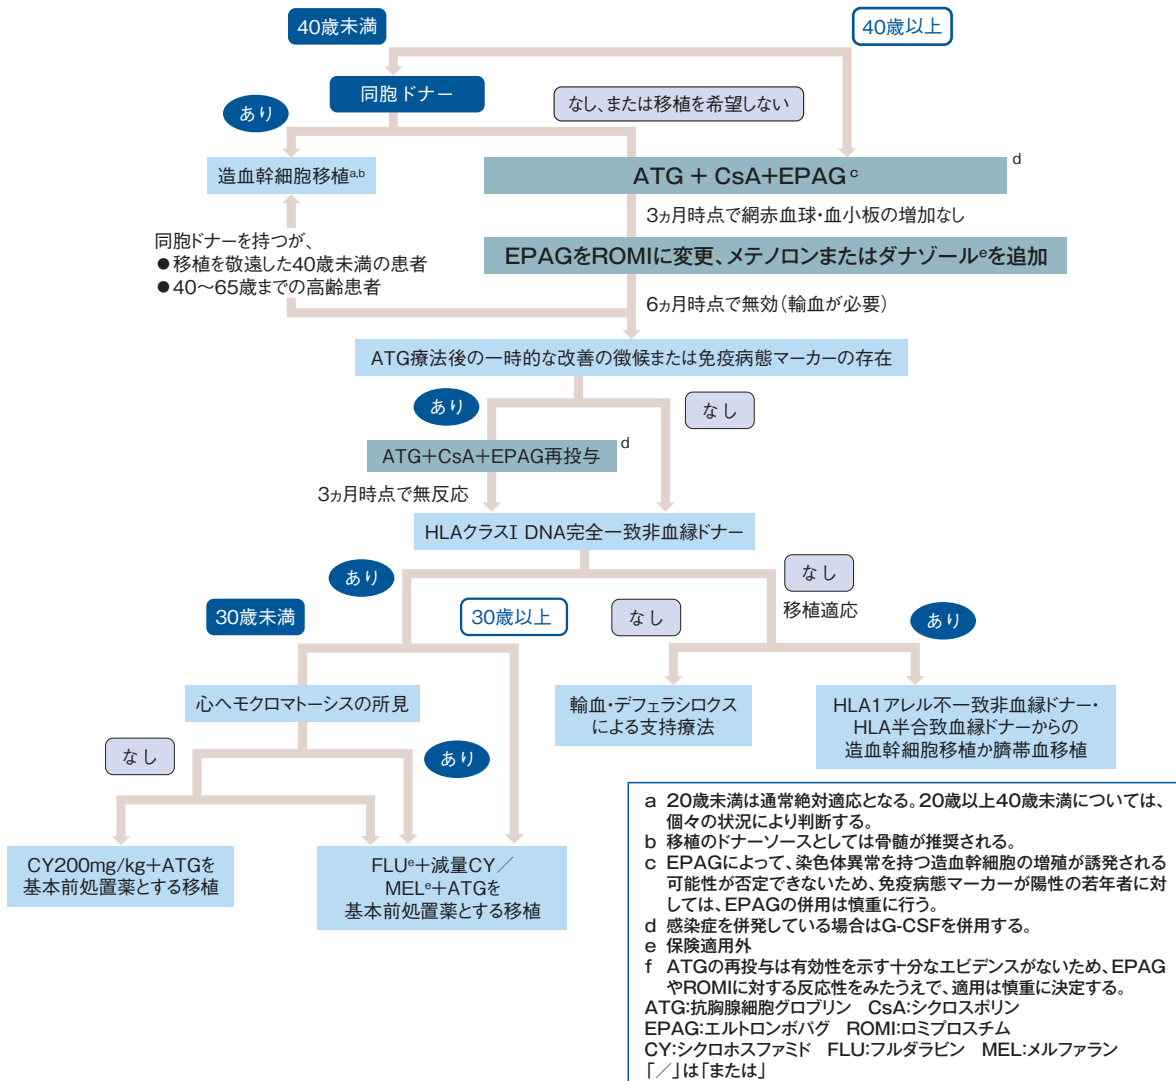 40歳未満
40歳以上
同胞ドナー
あり
なし、または移植を希望しない
造血幹細胞移植a,b
ATG + CsA+EPAG c
d
3ヵ月時点で網赤血球・血小板の増加なし
同胞ドナーを持つが、
●移植を敬遠した40歳未満の患者
●40〜65歳までの高齢患者
EPAGをROMIに変更、メテノロンまたはダナゾールeを追加
6ヵ月時点で無効（輸血が必要）
ATG療法後の一時的な改善の徴候または免疫病態マーカーの存在
あり
なし
ATG+CsA+EPAG再投与
d
3ヵ月時点で無反応
HLAクラスI DNA完全一致非血縁ドナー
あり
なし
移植適応
30歳未満
30歳以上
なし
あり
心ヘモクロマトーシスの所見
輸血・デフェラシロクス
による支持療法
HLA1アレル不一致非血縁ドナー・
HLA半合致血縁ドナーからの
造血幹細胞移植か臍帯血移植
なし
あり
CY200mg/kg+ATGを
基本前処置薬とする移植
FLUe+減量CY／
MELe+ATGを
基本前処置薬とする移植
a 20歳未満は通常絶対適応となる。20歳以上40歳未満については、
個々の状況により判断する。
b 移植のドナーソースとしては骨髄が推奨される。
c EPAGによって、染色体異常を持つ造血幹細胞の増殖が誘発される
可能性が否定できないため、免疫病態マーカーが陽性の若年者に対
しては、EPAGの併用は慎重に行う。
d 感染症を併発している場合はG-CSFを併用する。
e 保険適用外
f ATGの再投与は有効性を示す十分なエビデンスがないため、EPAG
やROMIに対する反応性をみたうえで、適用は慎重に決定する。
ATG:抗胸腺細胞グロブリン CsA:シクロスポリン
EPAG:エルトロンボパグ ROMI:ロミプロスチム
CY:シクロホスファミド FLU:フルダラビン MEL:メルファラン
「／」は「または」